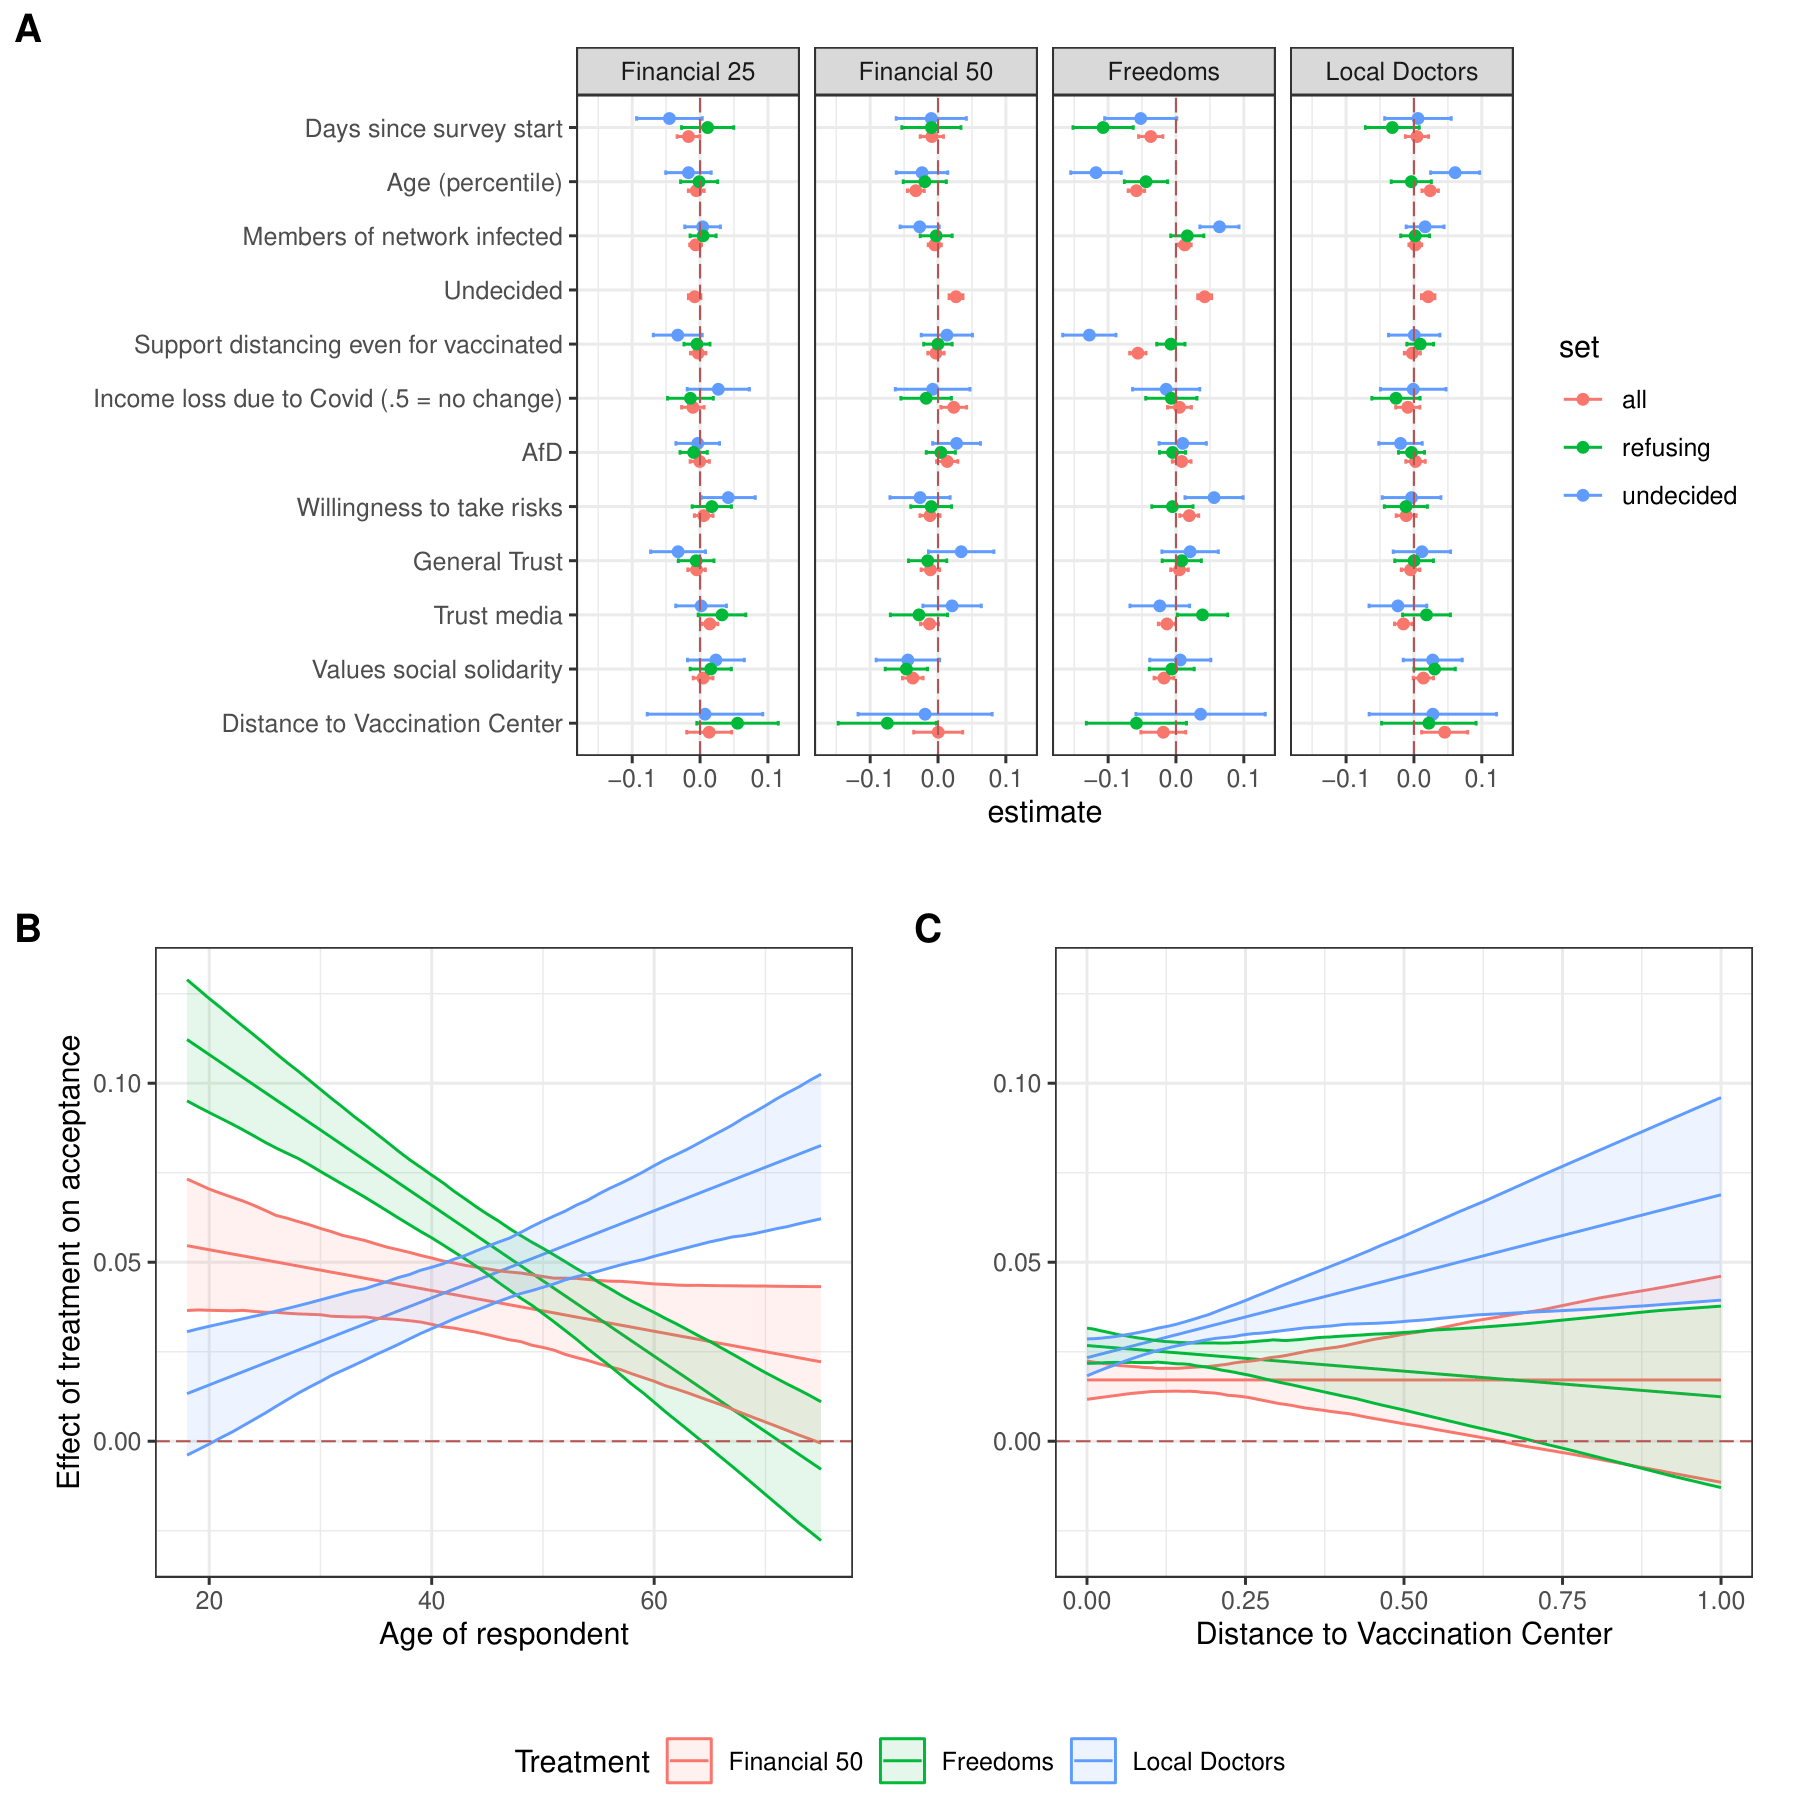 A
Financial 25
Financial 50
Freedoms
Local Doctors
Days since survey start
Age (percentile)
Members of network infected
Undecided
Support distancing even for vaccinated
Income loss due to Covid (.5 = no change)
AfD
Willingness to take risks
General Trust
Trust media
Values social solidarity
Distance to Vaccination Center
−0.1 0.0 0.1
−0.1 0.0 0.1
−0.1 0.0 0.1
−0.1 0.0 0.1
estimate
set
all
refusing
undecided
B
Effect of treatment on acceptance
0.10
0.05
0.00
20 40 60
Age of respondent
C
0.10
0.05
0.00
0.00 0.25 0.50 0.75 1.00
Distance to Vaccination Center
Treatment Financial 50 Freedoms Local Doctors